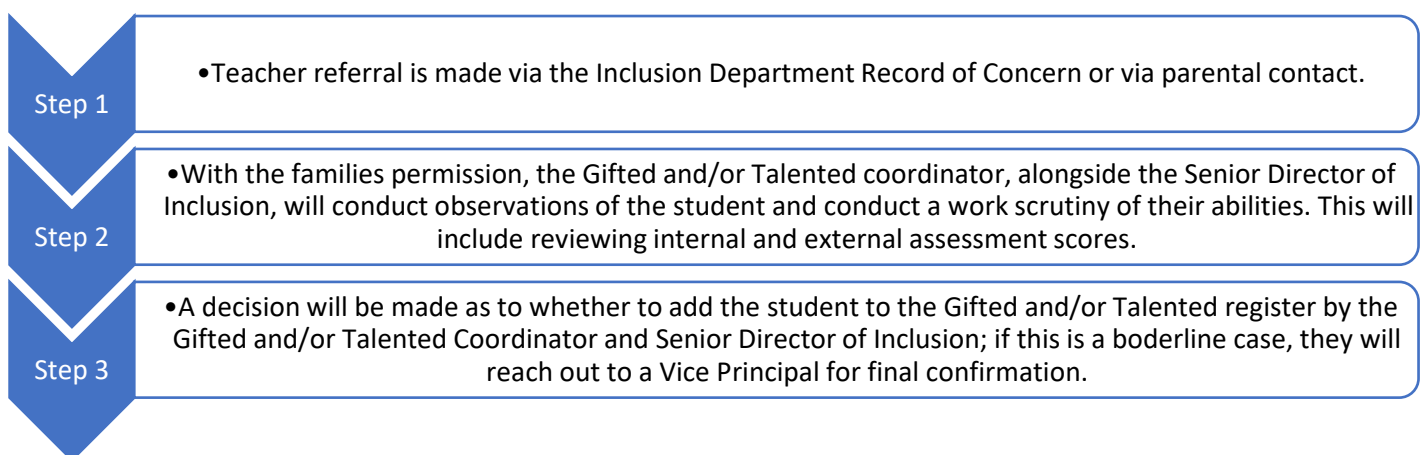 Step 1
•Teacher referral is made via the Inclusion Department Record of Concern or via parental contact.
Step 2
•With the families permission, the Gifted and/or Talented coordinator, alongside the Senior Director of
Inclusion, will conduct observations of the student and conduct a work scrutiny of their abilities. This will
include reviewing internal and external assessment scores.
Step 3
•A decision will be made as to whether to add the student to the Gifted and/or Talented register by the
Gifted and/or Talented Coordinator and Senior Director of Inclusion; if this is a boderline case, they will
reach out to a Vice Principal for final confirmation.